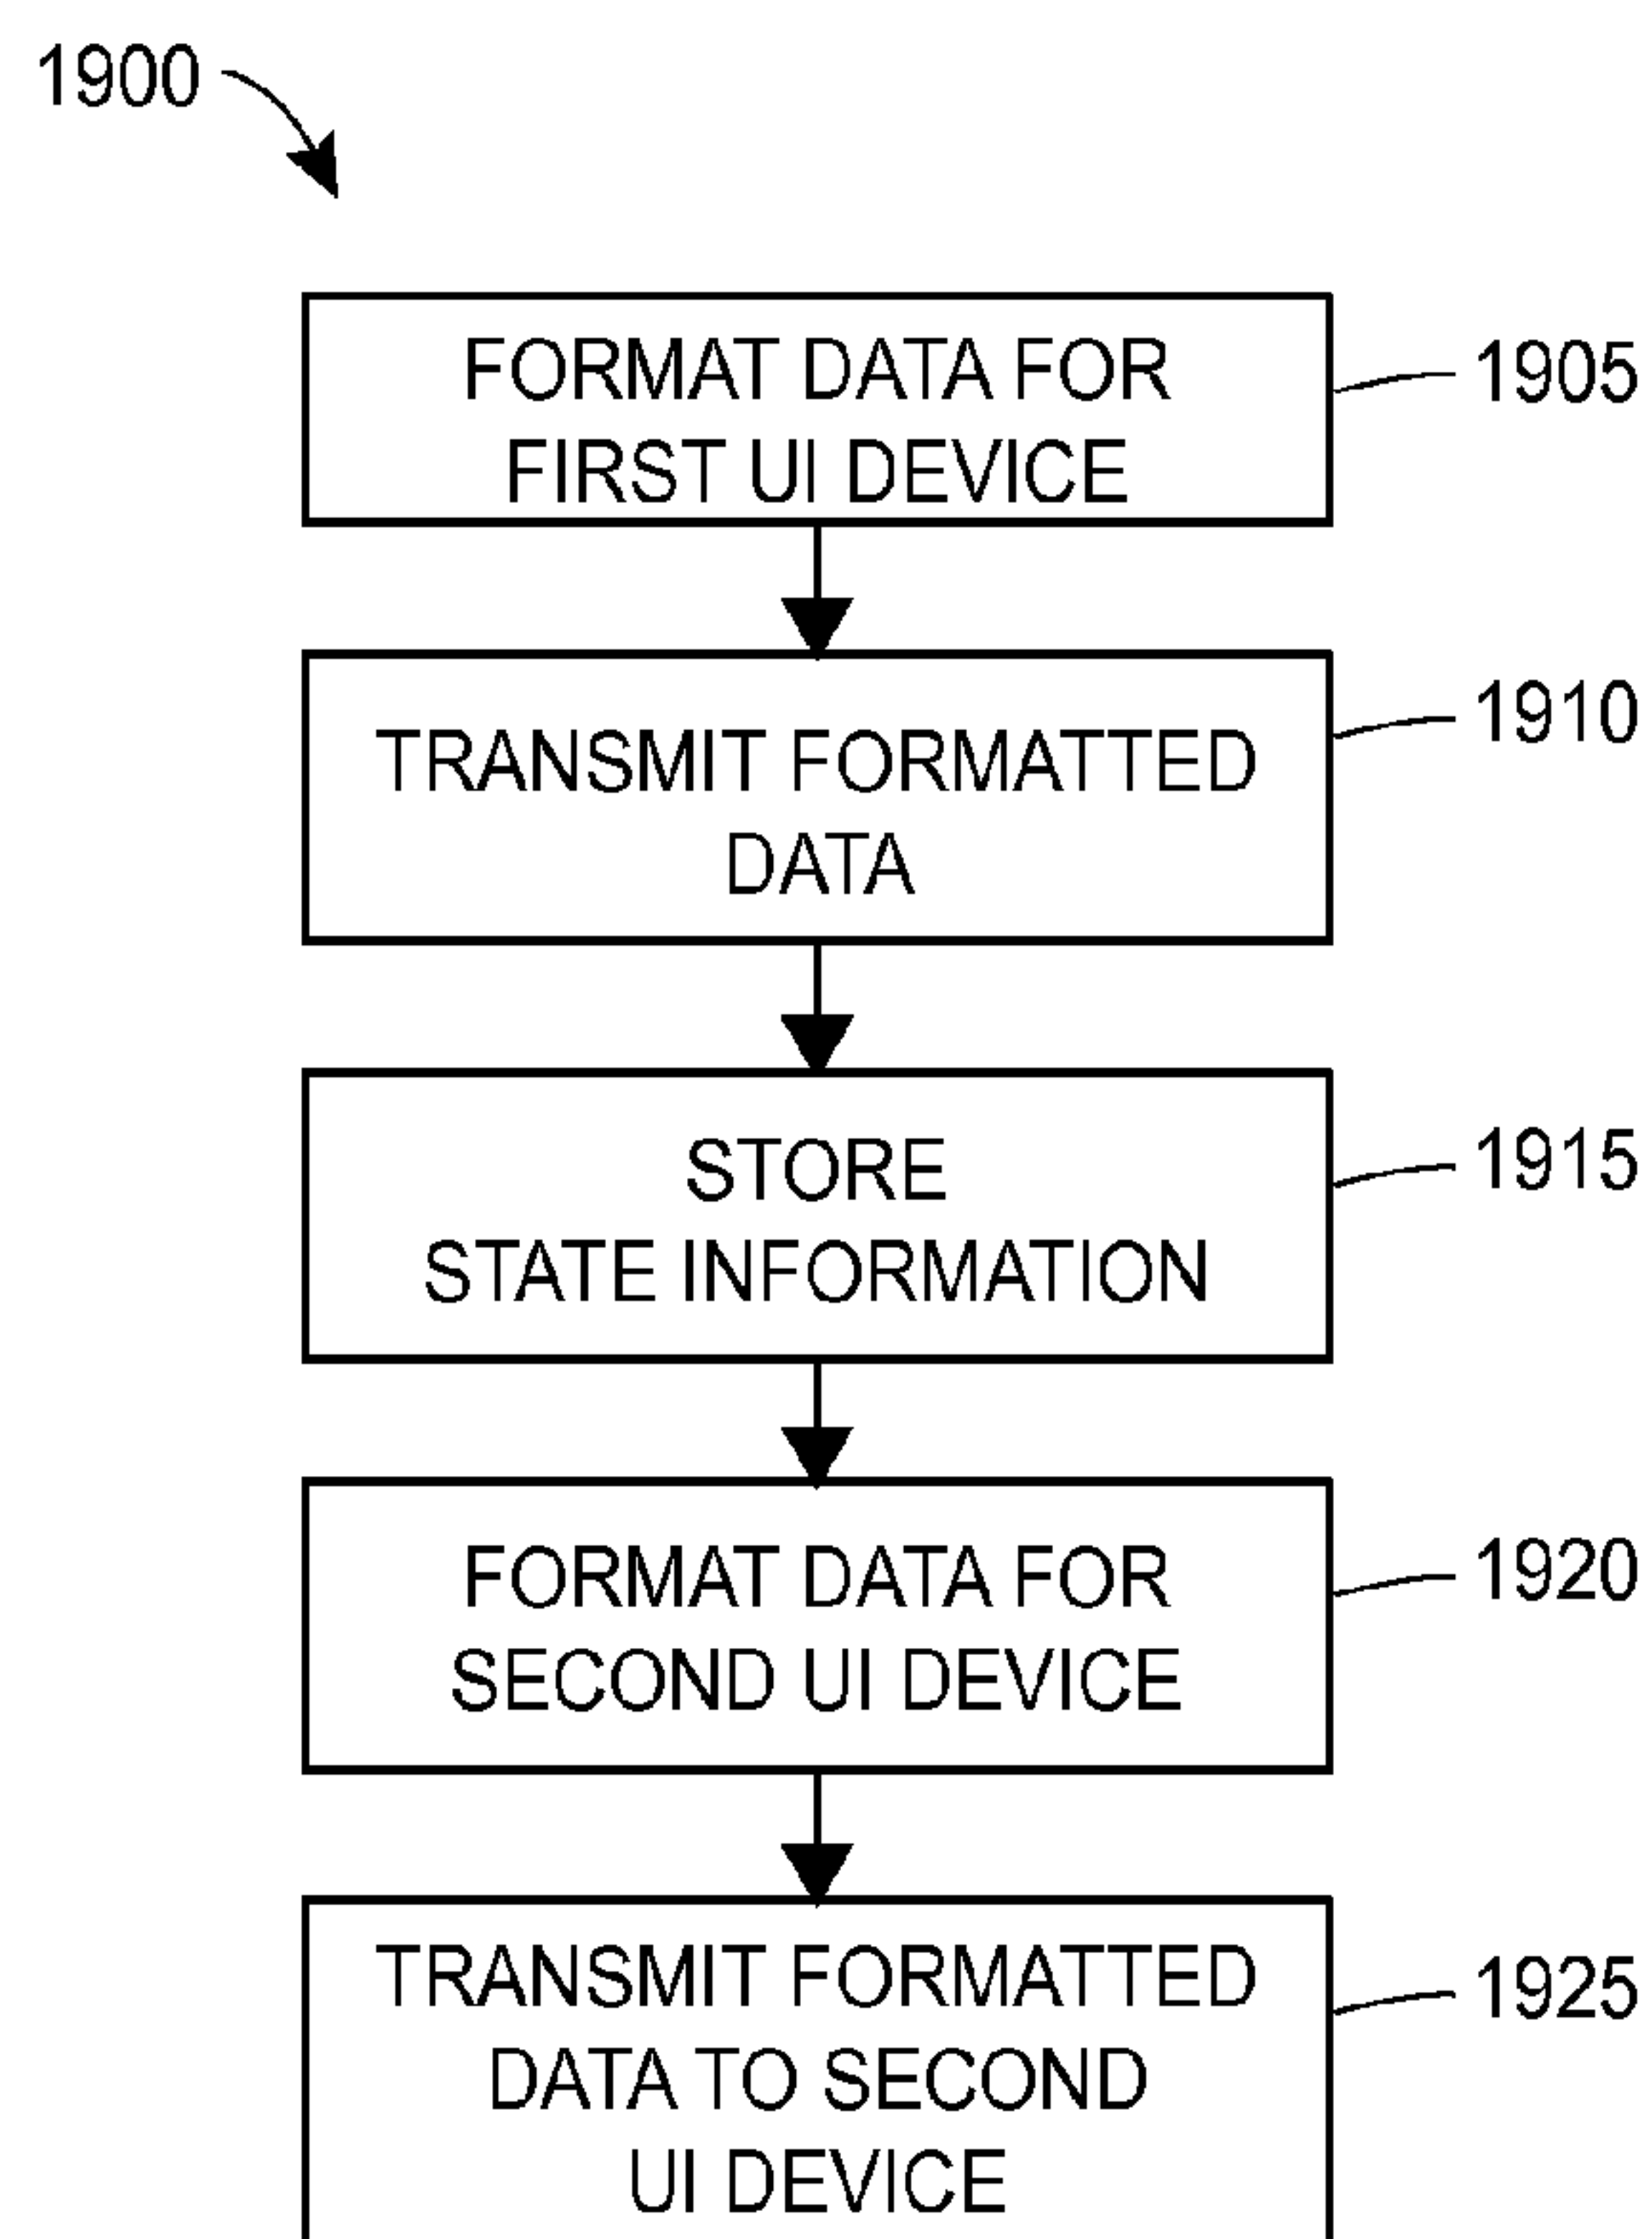 1900
FORMAT DATA FOR
FIRST UI DEVICE
1905
TRANSMIT FORMATTED
DATA
1910
STORE
STATE INFORMATION
1915
FORMAT DATA FOR
SECOND UI DEVICE
1920
TRANSMIT FORMATTED
DATA TO SECOND
UI DEVICE
1925